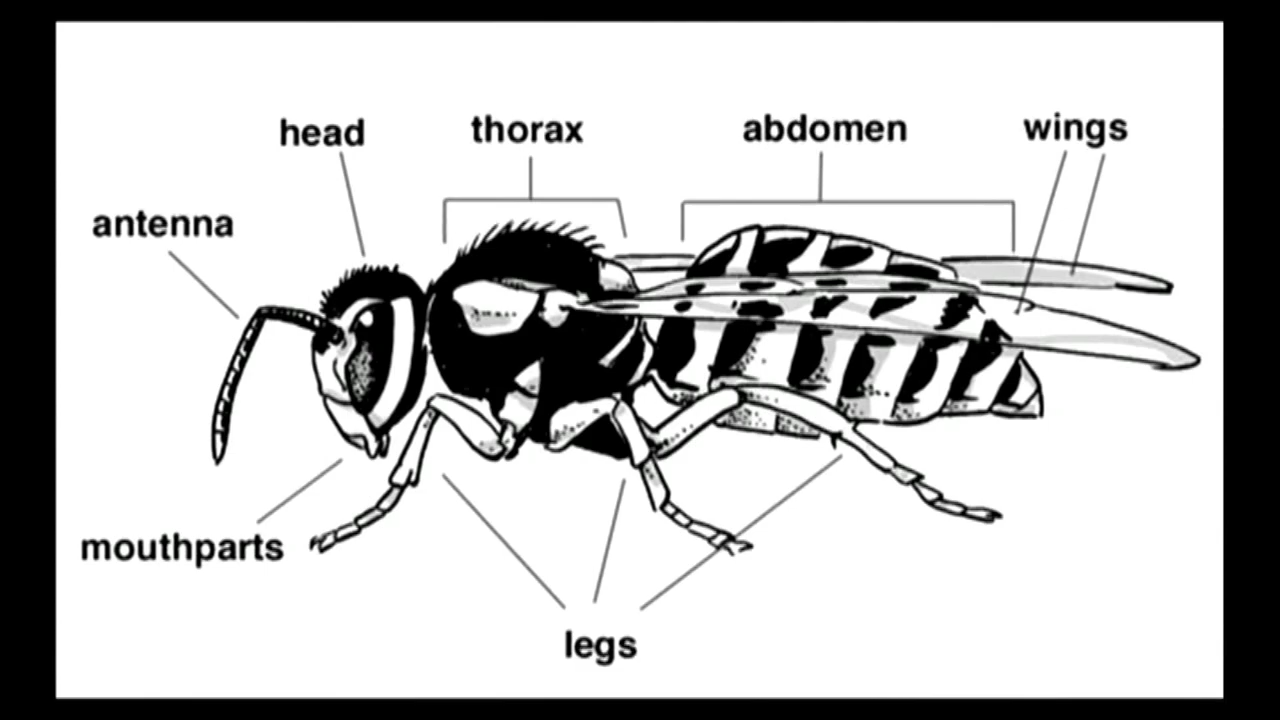 head
thorax
abdomen
wings
antenna
mouthparts
legs